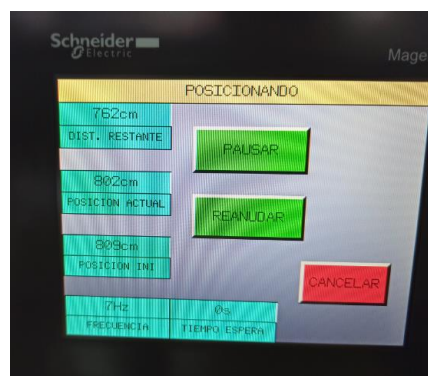 Schneider
Electric
Mage
POSICIONANDO
762cm
DIST. RESTANTE
PAUSAR
802cm
POSICION ACTUAL
REANUDAR
809cm
POSICION INI
CANCELAR
7Hz
0s
FRECUENCIA
TIEMPO ESPERA